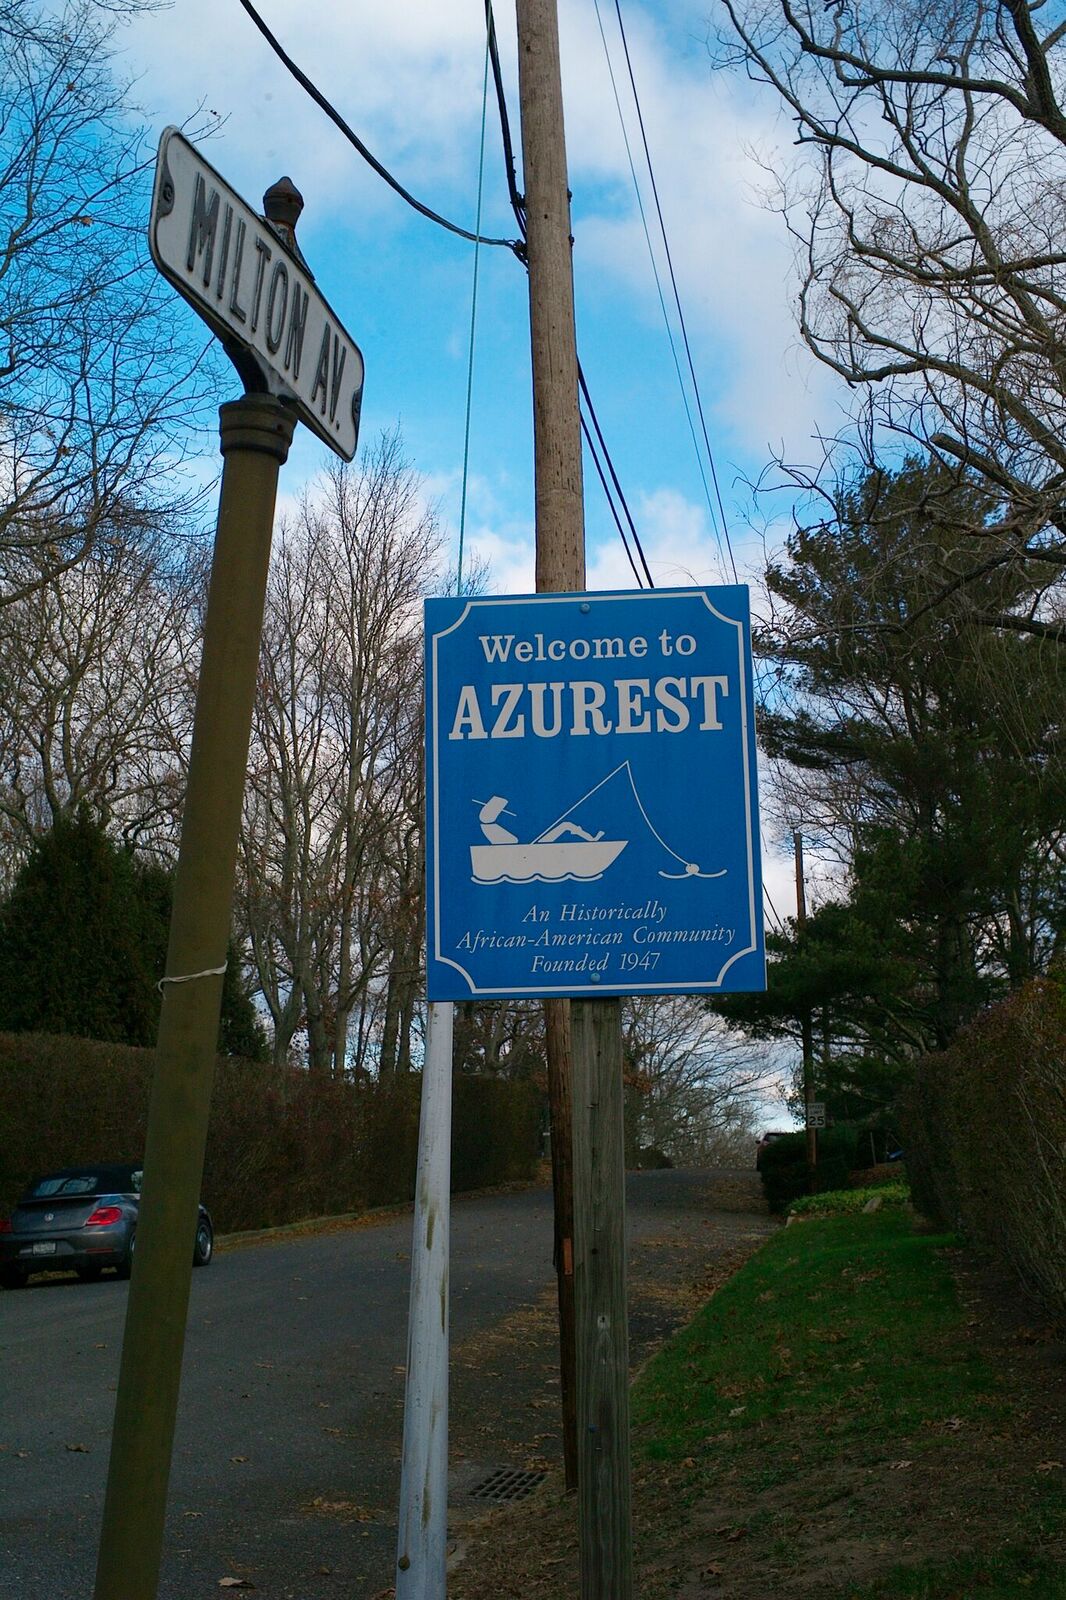 MILTON AV.
Welcome to
AZUREST
An Historically
African-American Community
Founded 1947
25